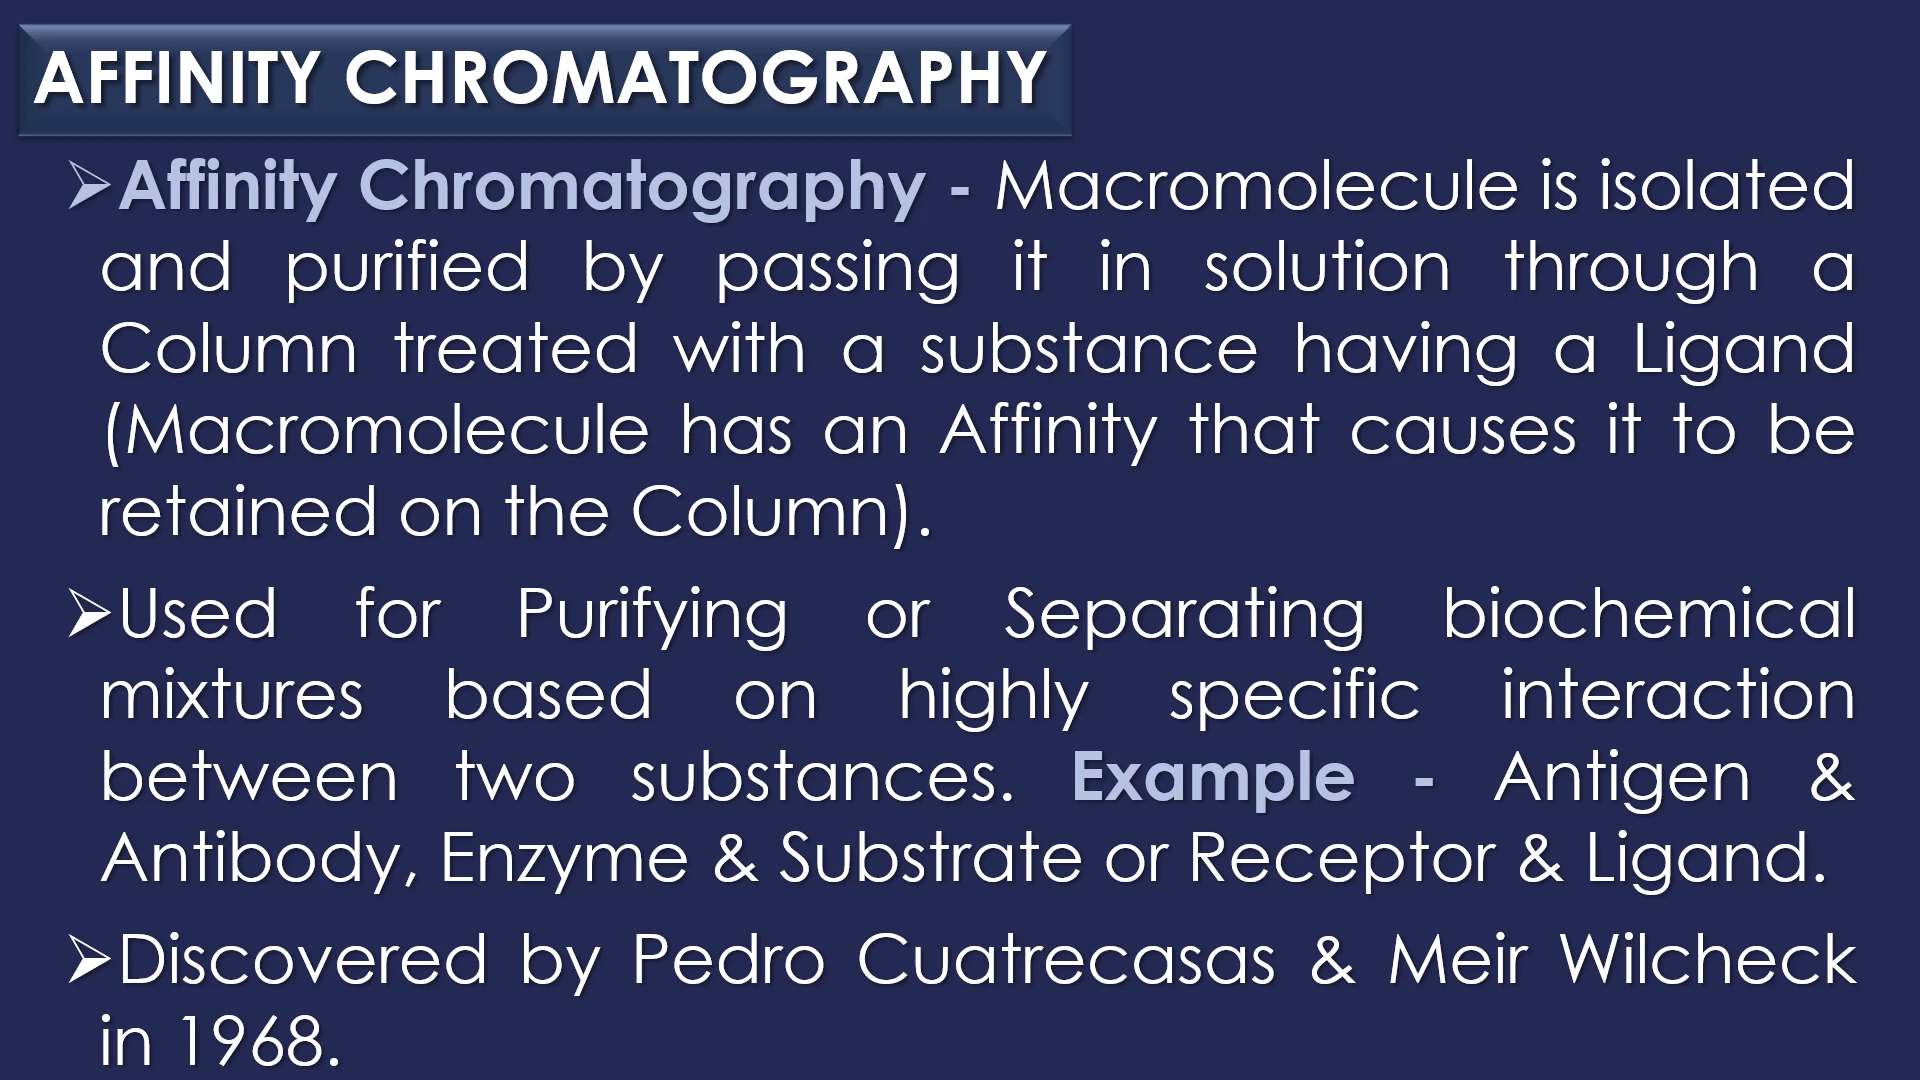 AFFINITY CHROMATOGRAPHY
➢Affinity Chromatography - Macromolecule is isolated
and purified by passing it in solution through a
Column treated with a substance having a Ligand
(Macromolecule has an Affinity that causes it to be
retained on the Column).
➢Used for Purifying or Separating biochemical
mixtures based on highly specific interaction
between two substances. Example - Antigen &
Antibody, Enzyme & Substrate or Receptor & Ligand.
➢Discovered by Pedro Cuatrecasas & Meir Wilcheck
in 1968.